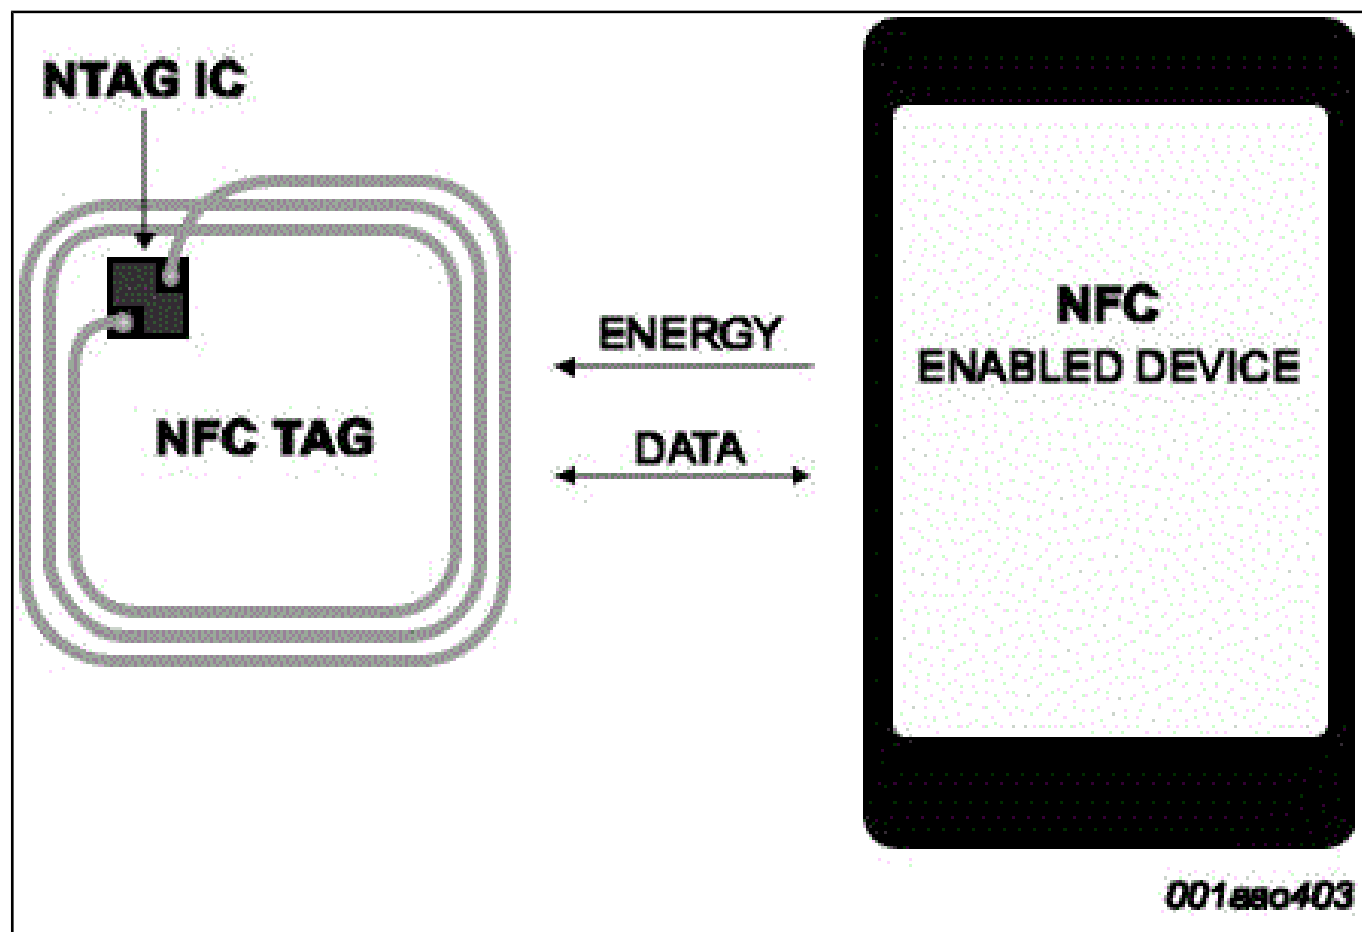 NTAG IC
NFC TAG
ENERGY
DATA
NFC
ENABLED DEVICE
001aao403